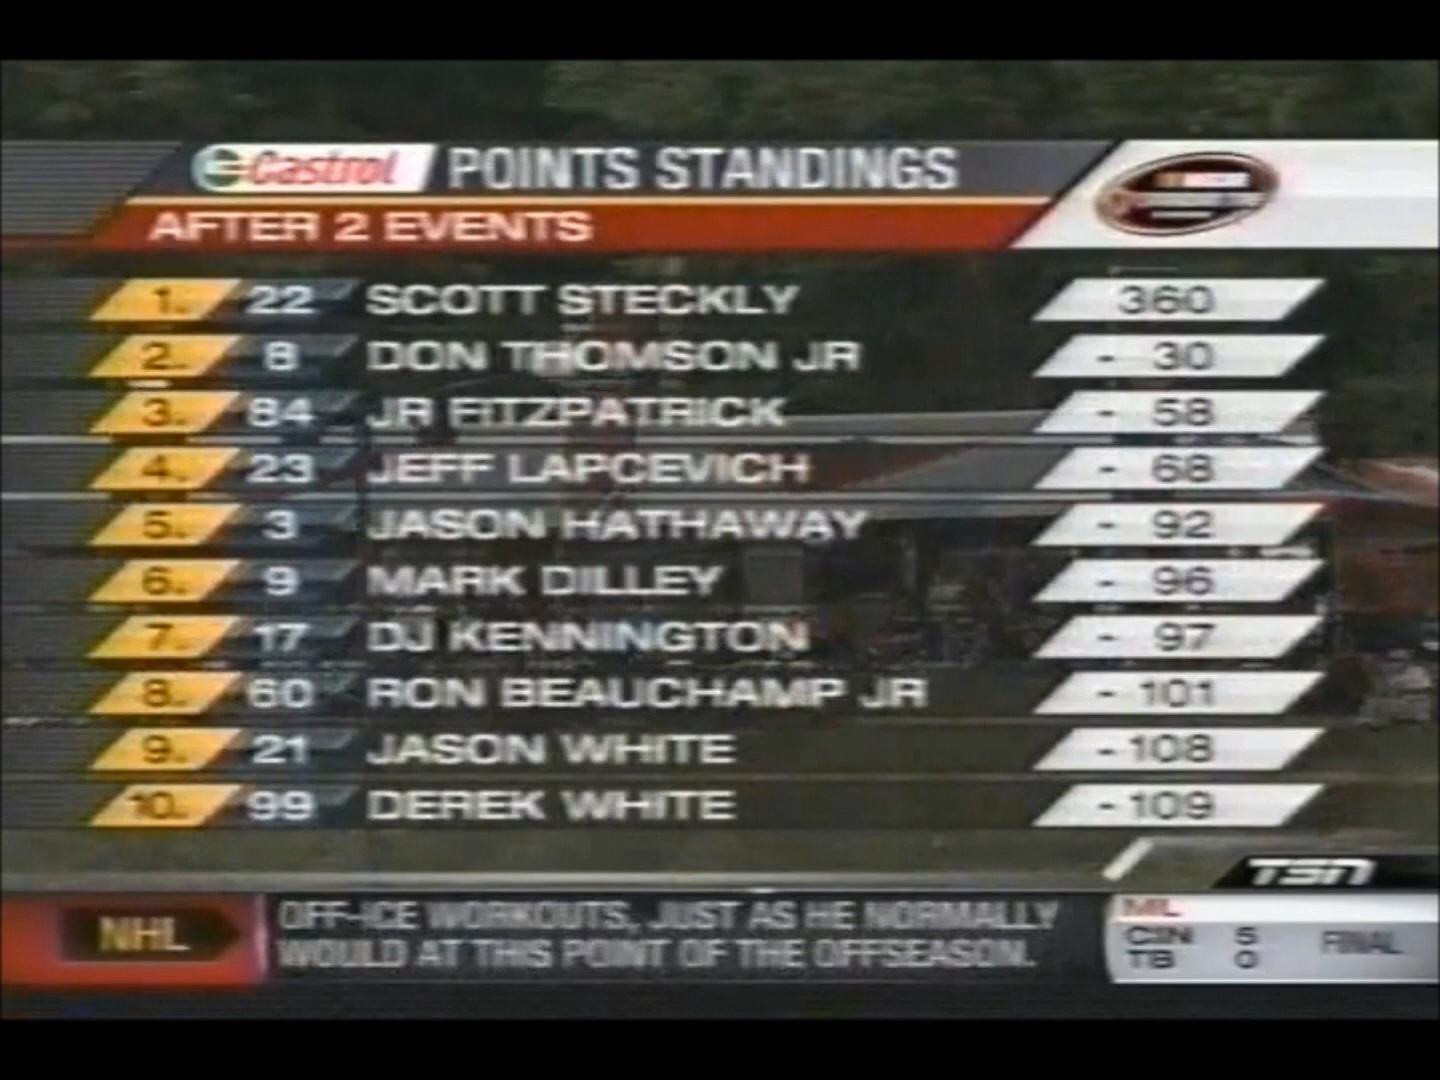 Castrol POINTS STANDINGS
AFTER 2 EVENTS
1. 22 SCOTT STECKLY 360
2. 8 DON THOMSON JR - 30
3. 84 JR FITZPATRICK - 58
4. 23 JEFF LAPCEVICH - 68
5. 3 JASON HATHAWAY - 92
6. 9 MARK DILLEY - 96
7. 17 DJ KENNINGTON - 97
8. 60 RON BEAUCHAMP JR - 101
9. 21 JASON WHITE - 108
10. 99 DEREK WHITE - 109
TSN
NHL
OFF-ICE WORKOUTS, JUST AS HE NORMALLY
WOULD AT THIS POINT OF THE OFFSEASON.
CIN 5 FINAL
TB 0